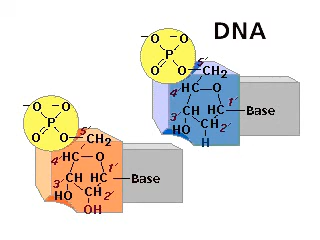 DNA
⁻O ⁻O
P
O O 5´
CH₂
4´ HC O
3´ CH HC 1´ Base
HO CH 2´
H
⁻O ⁻O
P
O O 5´
CH₂
4´ HC O
3´ CH HC 1´ Base
HO CH 2´
OH